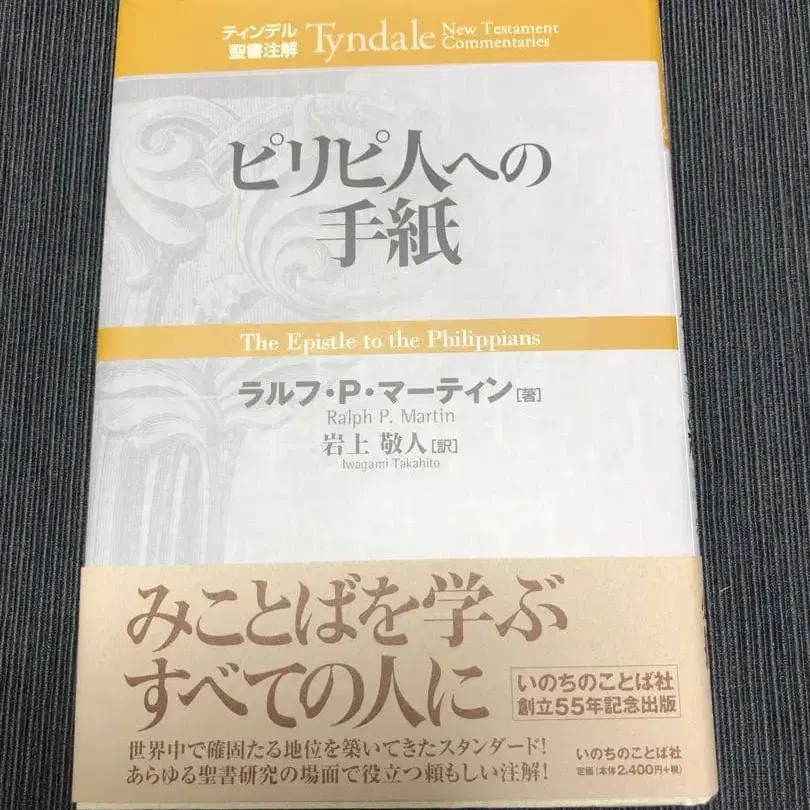 ティンデル
聖書注解
Tyndale
New Testament
Commentaries
ピリピ人への
手紙
The Epistle to the Philippians
ラルフ・P・マーティン[著]
Ralph P. Martin
岩上 敬人[訳]
Iwagami Takahito
みことばを学ぶ
すべての人に
いのちのことば社
創立55年記念出版
世界中で確固たる地位を築いてきたスタンダード!
あらゆる聖書研究の場面で役立つ頼もしい注解!
いのちのことば社
定価(本体2,400円+税)